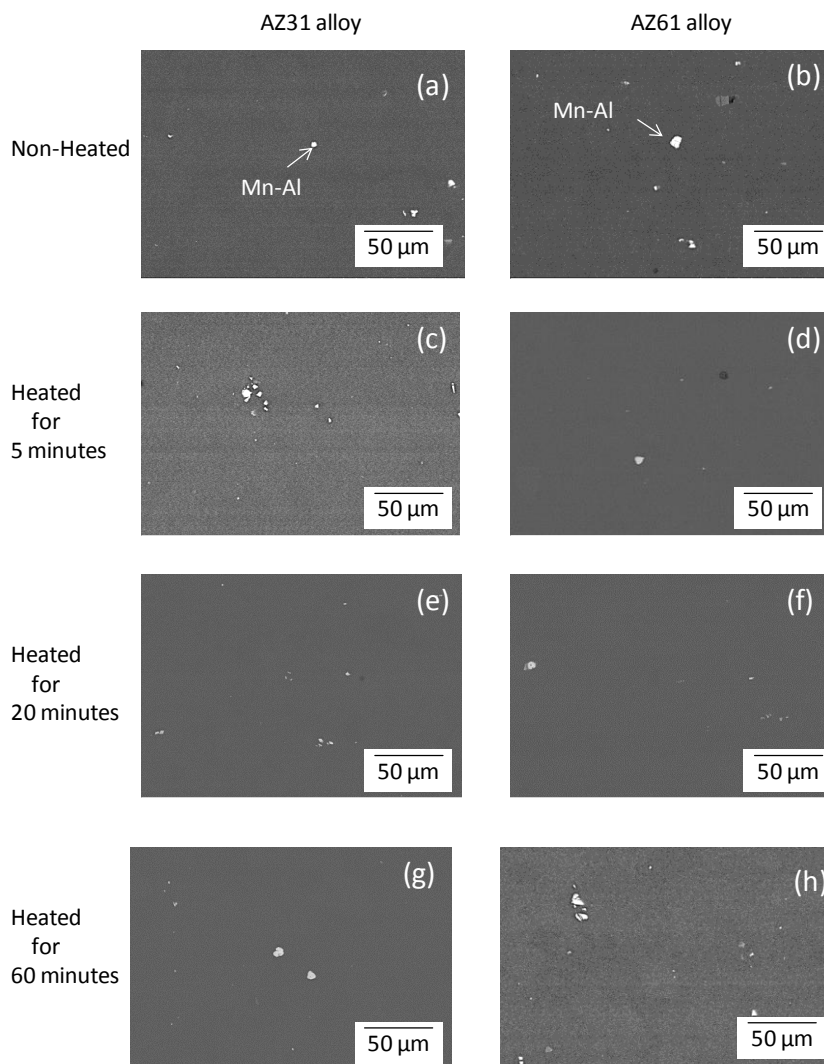 AZ31 alloy
AZ61 alloy
Non-Heated
(a)
Mn-Al
50 µm
(b)
Mn-Al
50 µm
Heated
for
5 minutes
(c)
50 µm
(d)
50 µm
Heated
for
20 minutes
(e)
50 µm
(f)
50 µm
Heated
for
60 minutes
(g)
50 µm
(h)
50 µm